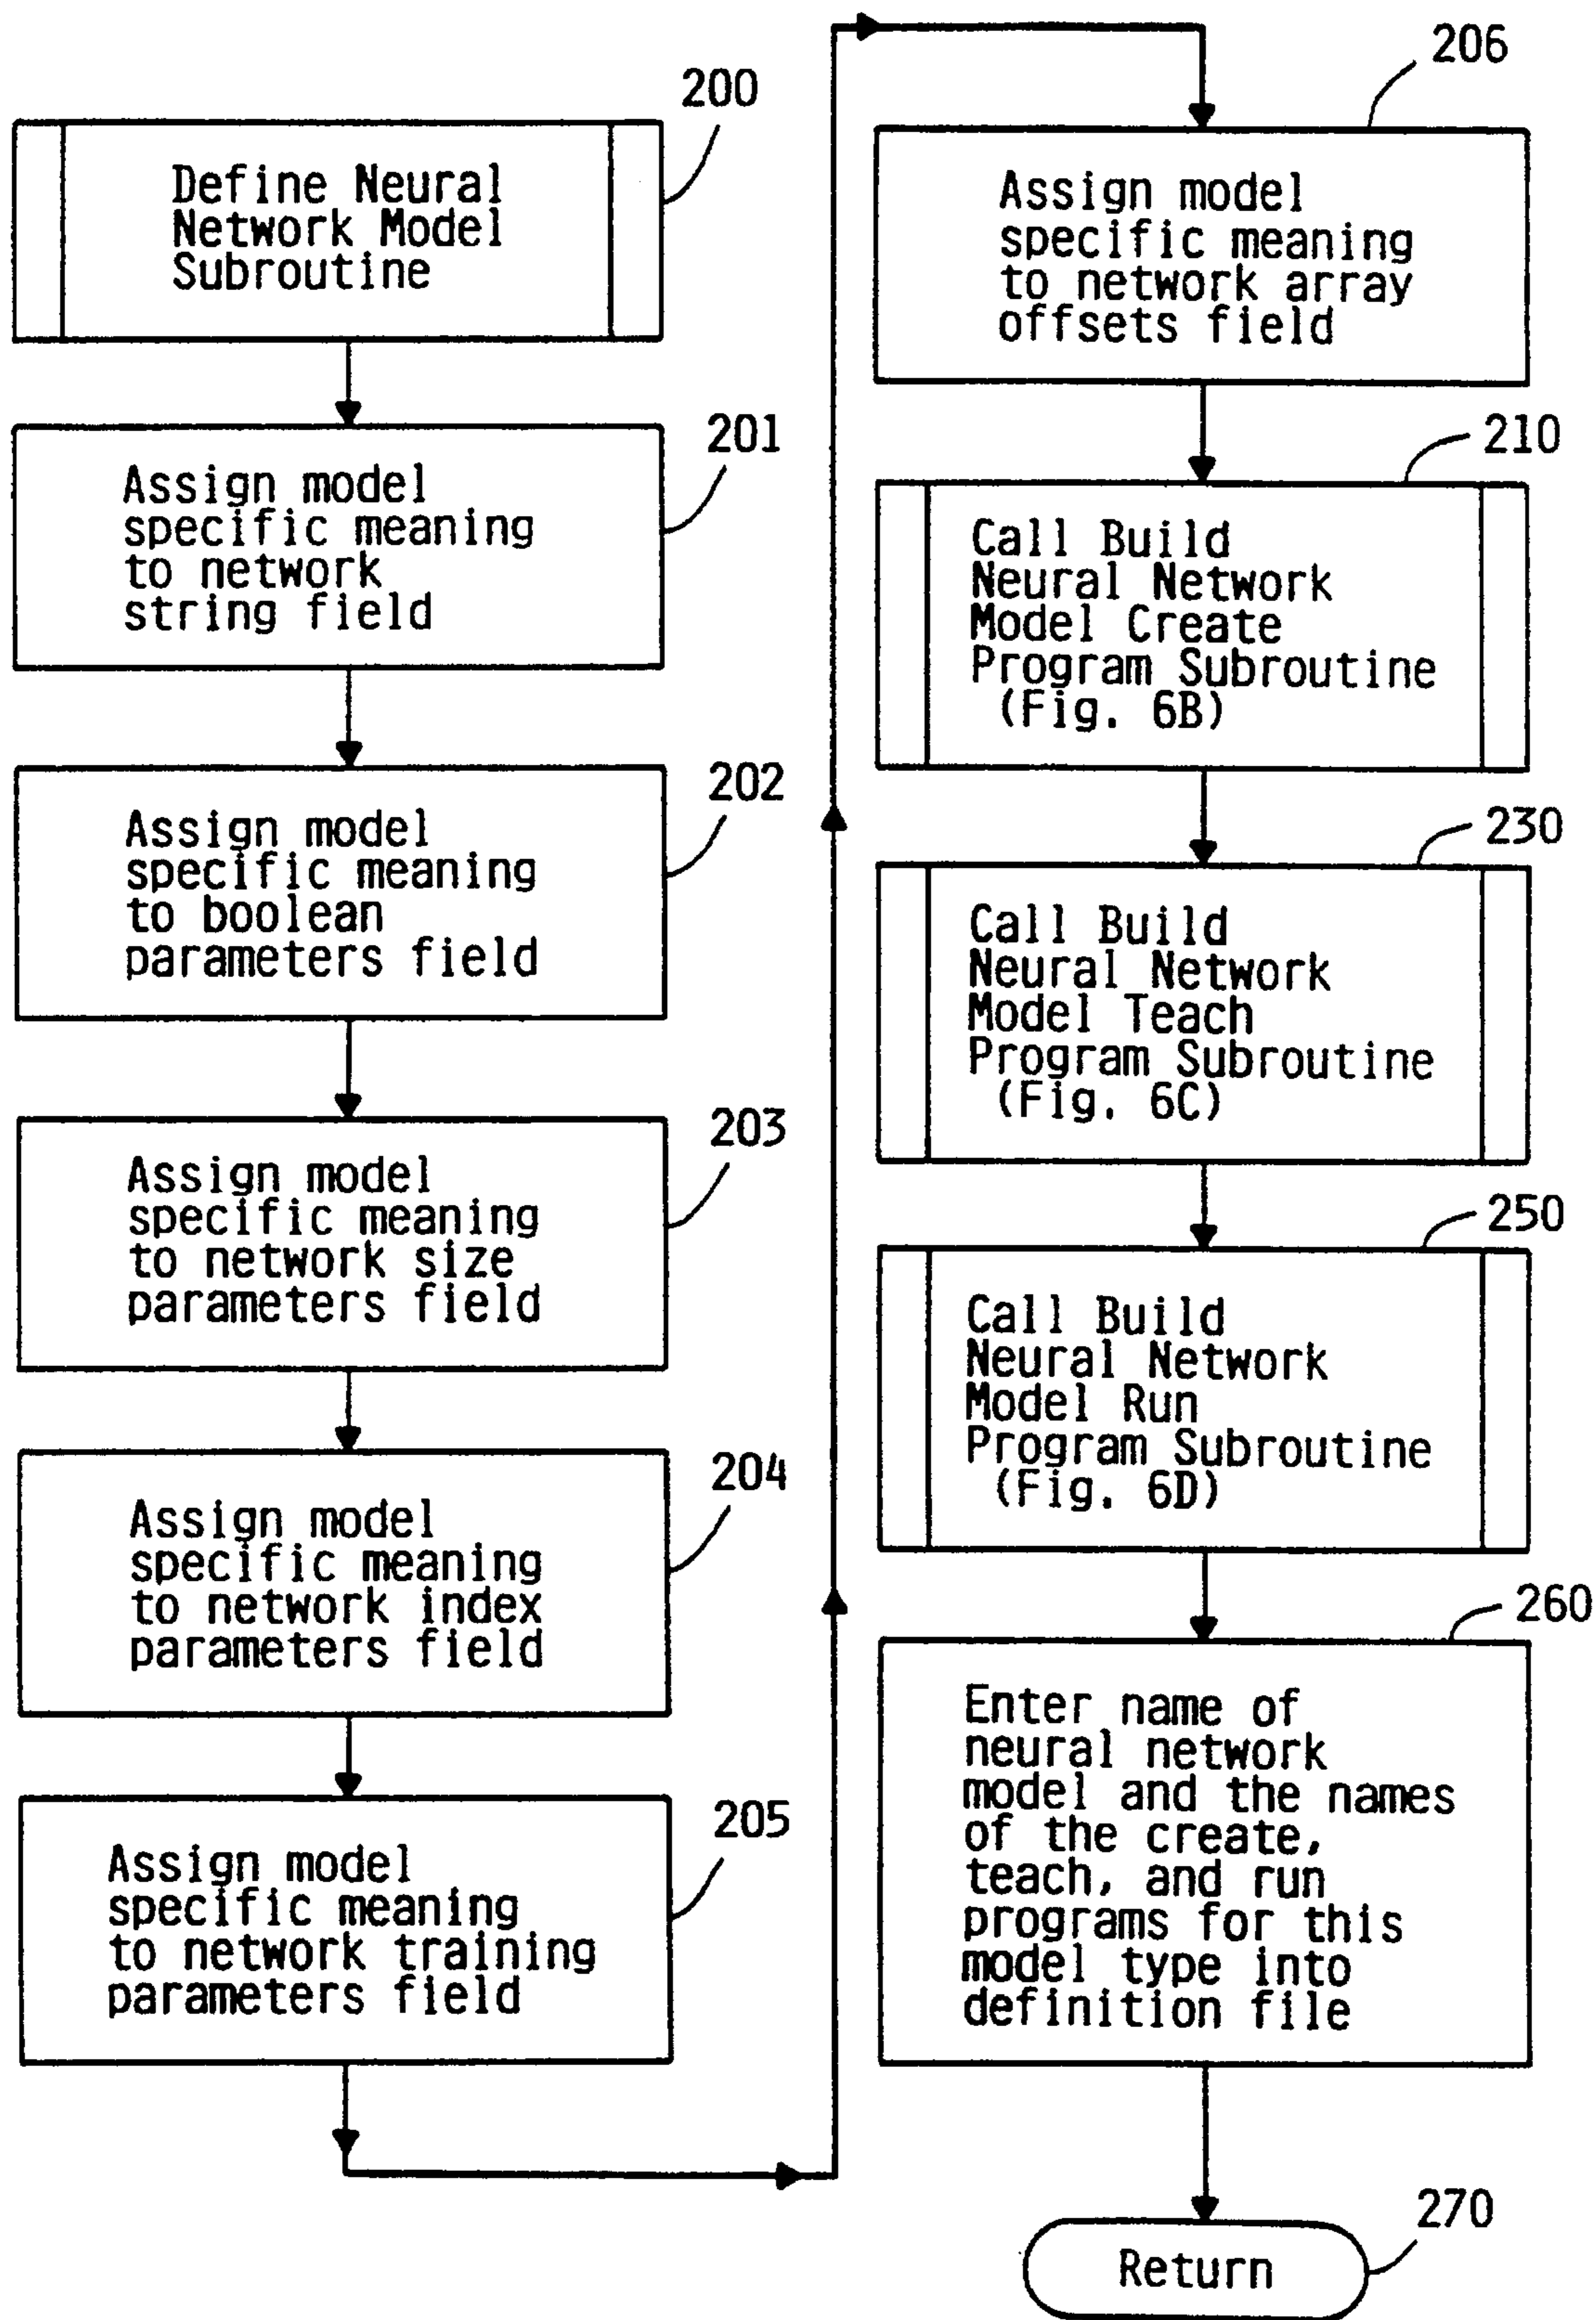 200
Define Neural
Network Model
Subroutine
201
Assign model
specific meaning
to network
string field
202
Assign model
specific meaning
to boolean
parameters field
203
Assign model
specific meaning
to network size
parameters field
204
Assign model
specific meaning
to network index
parameters field
205
Assign model
specific meaning
to network training
parameters field
206
Assign model
specific meaning
to network array
offsets field
210
Call Build
Neural Network
Model Create
Program Subroutine
(Fig. 6B)
230
Call Build
Neural Network
Model Teach
Program Subroutine
(Fig. 6C)
250
Call Build
Neural Network
Model Run
Program Subroutine
(Fig. 6D)
260
Enter name of
neural network
model and the names
of the create,
teach, and run
programs for this
model type into
definition file
270
Return